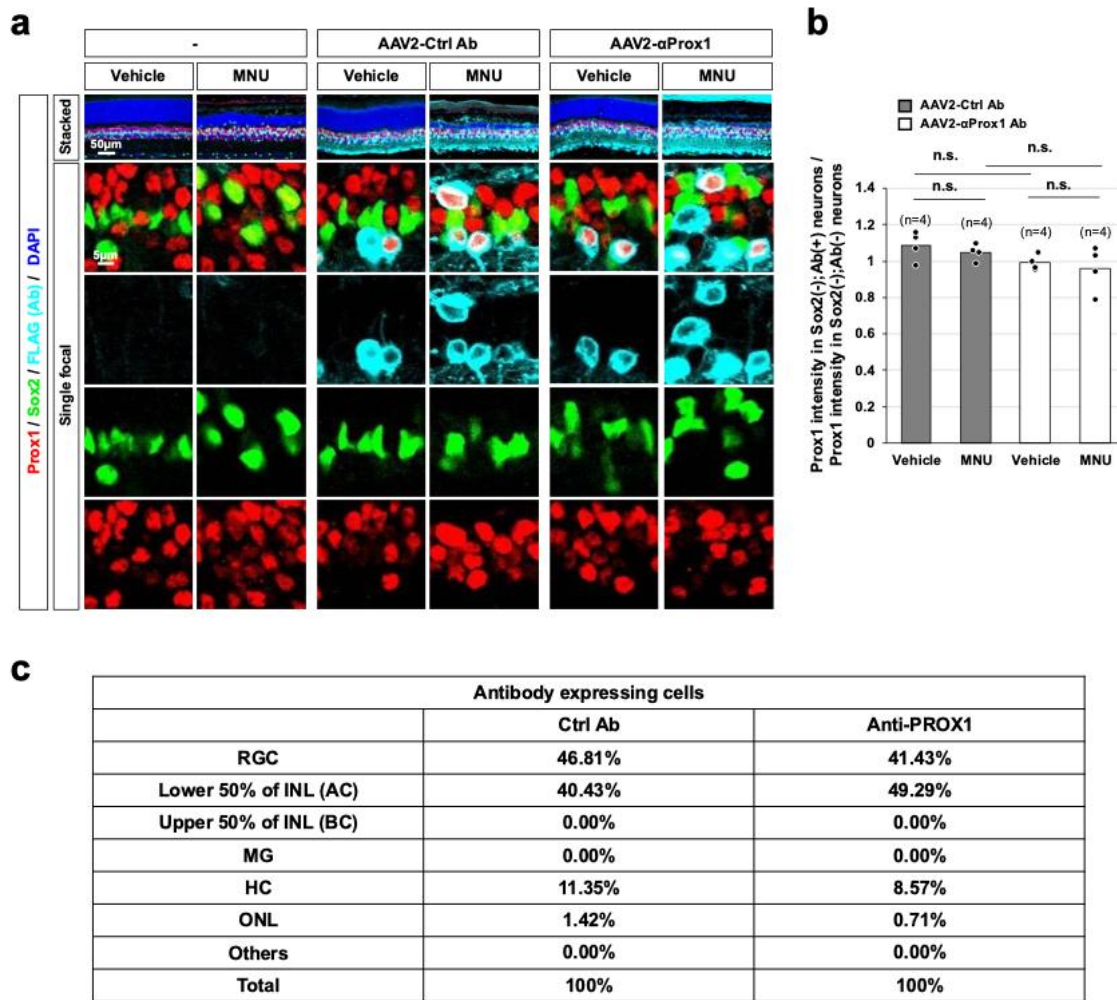 a
-
AAV2-Ctrl Ab
AAV2-αProx1
Vehicle
MNU
Vehicle
MNU
Vehicle
MNU
Prox1 / Sox2 / FLAG (Ab) / DAPI
Stacked
Single focal
50µm
5µm
b
AAV2-Ctrl Ab
AAV2-αProx1 Ab
n.s.
n.s.
n.s.
n.s.
Prox1 intensity in Sox2(-);Ab(+) neurons /
Prox1 intensity in Sox2(-);Ab(-) neurons
1.4
1.2
1
0.8
0.6
0.4
0.2
0
(n=4)
(n=4)
(n=4)
(n=4)
Vehicle
MNU
Vehicle
MNU
c
Antibody expressing cells
Ctrl Ab Anti-PROX1
RGC 46.81% 41.43%
Lower 50% of INL (AC) 40.43% 49.29%
Upper 50% of INL (BC) 0.00% 0.00%
MG 0.00% 0.00%
HC 11.35% 8.57%
ONL 1.42% 0.71%
Others 0.00% 0.00%
Total 100% 100%